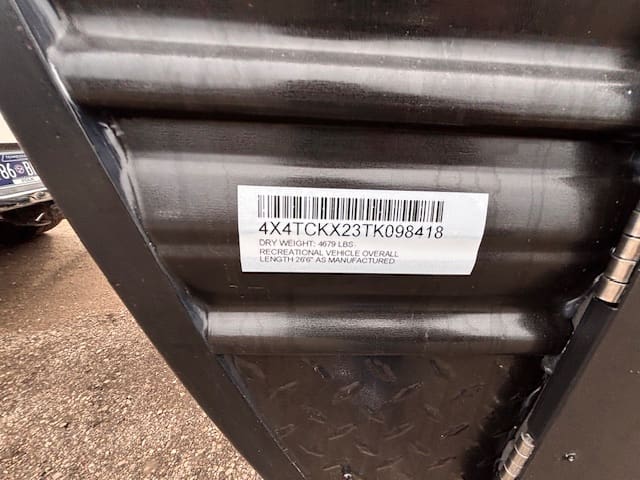 4X4TCKX23TK098418
DRY WEIGHT: 4679 LBS
RECREATIONAL VEHICLE OVERALL
LENGTH 26'6" AS MANUFACTURED